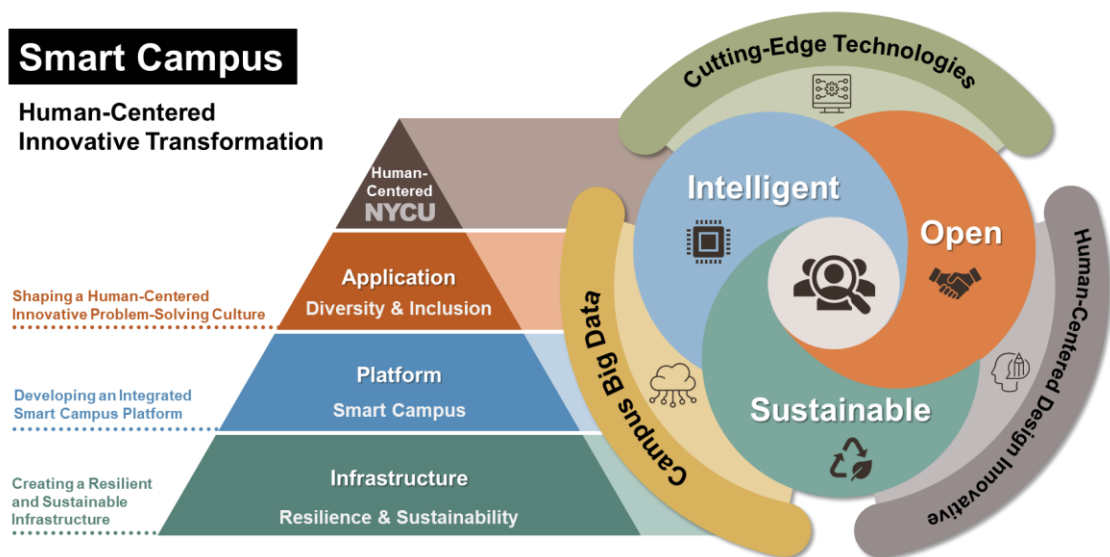 Smart Campus
Human-Centered
Innovative Transformation
Human-
Centered
NYCU
Application
Diversity & Inclusion
Shaping a Human-Centered
Innovative Problem-Solving Culture
Platform
Smart Campus
Developing an Integrated
Smart Campus Platform
Infrastructure
Resilience & Sustainability
Creating a Resilient
and Sustainable
Infrastructure
Cutting-Edge Technologies
Intelligent
Open
Sustainable
Campus Big Data
Human-Centered Design Innovative